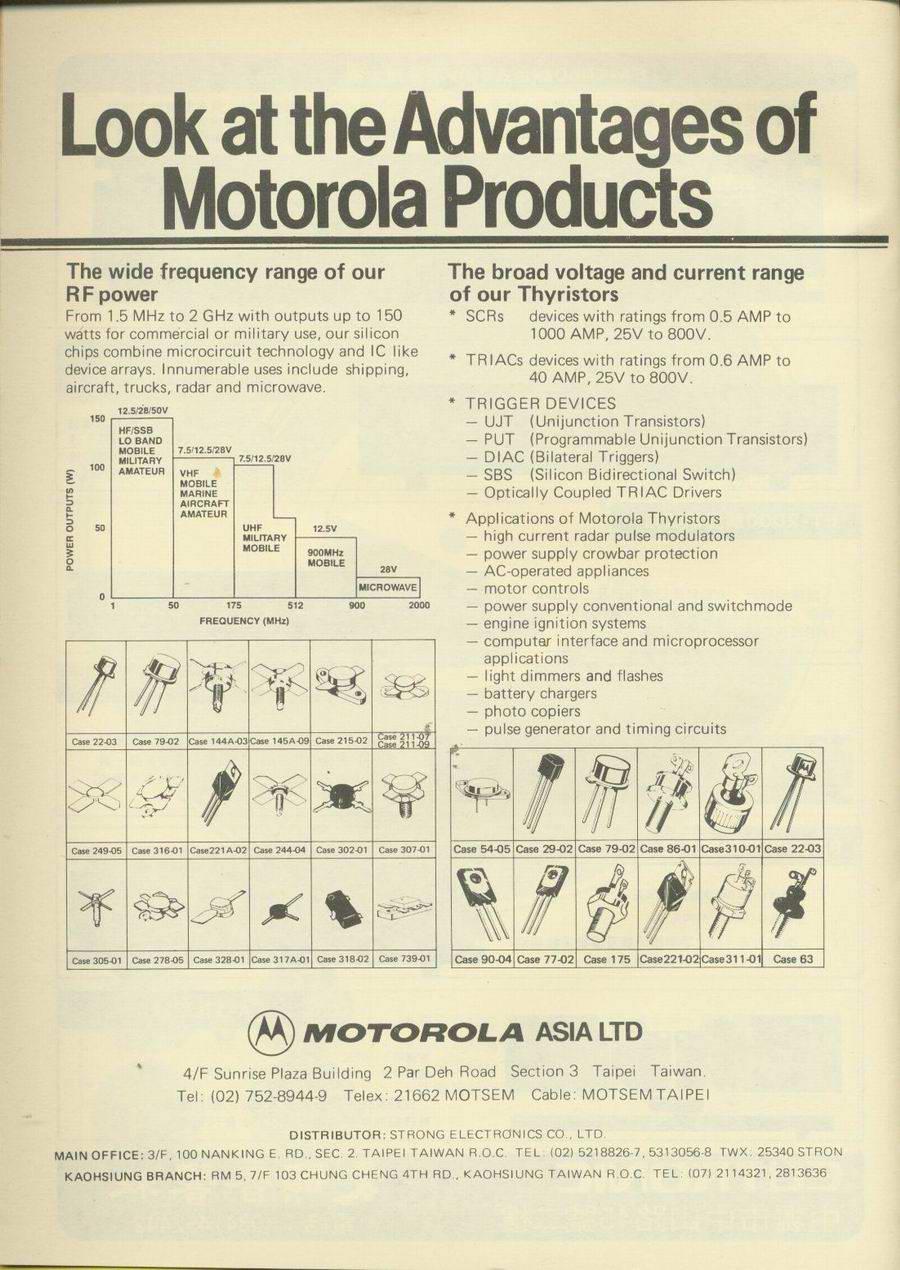 Look at the Advantages of
Motorola Products
The wide frequency range of our
RF power
From 1.5 MHz to 2 GHz with outputs up to 150
watts for commercial or military use, our silicon
chips combine microcircuit technology and IC like
device arrays. Innumerable uses include shipping,
aircraft, trucks, radar and microwave.
POWER OUTPUTS (W)
150
100
50
0
12.5/28/50V
HF/SSB
LO BAND
MOBILE
MILITARY
AMATEUR
7.5/12.5/28V
VHF
MOBILE
MARINE
AIRCRAFT
AMATEUR
7.5/12.5/28V
UHF
MILITARY
MOBILE
12.5V
900MHz
MOBILE
28V
MICROWAVE
1 50 175 512 900 2000
FREQUENCY (MHz)
Case 22-03 Case 79-02 Case 144A-03 Case 145A-09 Case 215-02 Case 211-07
Case 211-09
Case 249-05 Case 316-01 Case 221A-02 Case 244-04 Case 302-01 Case 307-01
Case 305-01 Case 278-05 Case 328-01 Case 317A-01 Case 318-02 Case 739-01
The broad voltage and current range
of our Thyristors
* SCRs devices with ratings from 0.5 AMP to
1000 AMP, 25V to 800V.
* TRIACs devices with ratings from 0.6 AMP to
40 AMP, 25V to 800V.
* TRIGGER DEVICES
— UJT (Unijunction Transistors)
— PUT (Programmable Unijunction Transistors)
— DIAC (Bilateral Triggers)
— SBS (Silicon Bidirectional Switch)
— Optically Coupled TRIAC Drivers
* Applications of Motorola Thyristors
— high current radar pulse modulators
— power supply crowbar protection
— AC-operated appliances
— motor controls
— power supply conventional and switchmode
— engine ignition systems
— computer interface and microprocessor
applications
— light dimmers and flashes
— battery chargers
— photo copiers
— pulse generator and timing circuits
Case 54-05 Case 29-02 Case 79-02 Case 86-01 Case 310-01 Case 22-03
Case 90-04 Case 77-02 Case 175 Case 221-02 Case 311-01 Case 63
MOTOROLA ASIA LTD
4/F Sunrise Plaza Building 2 Par Deh Road Section 3 Taipei Taiwan.
Tel: (02) 752-8944-9 Telex: 21662 MOTSEM Cable: MOTSEM TAIPEI
DISTRIBUTOR: STRONG ELECTRONICS CO., LTD.
MAIN OFFICE: 3/F, 100 NANKING E. RD., SEC. 2. TAIPEI TAIWAN R.O.C. TEL: (02) 5218826-7, 5313056-8 TWX. 25340 STRON
KAOHSIUNG BRANCH: RM 5, 7/F 103 CHUNG CHENG 4TH RD., KAOHSIUNG TAIWAN R.O.C. TEL: (07) 2114321, 2813636